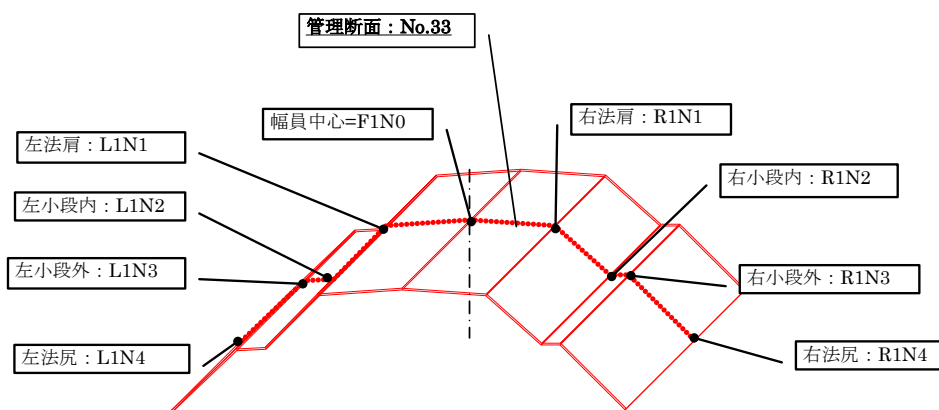 管理断面：No.33
幅員中心=F1N0
右法肩：R1N1
左法肩：L1N1
右小段内：R1N2
左小段内：L1N2
左小段外：L1N3
右小段外：R1N3
左法尻：L1N4
右法尻：R1N4